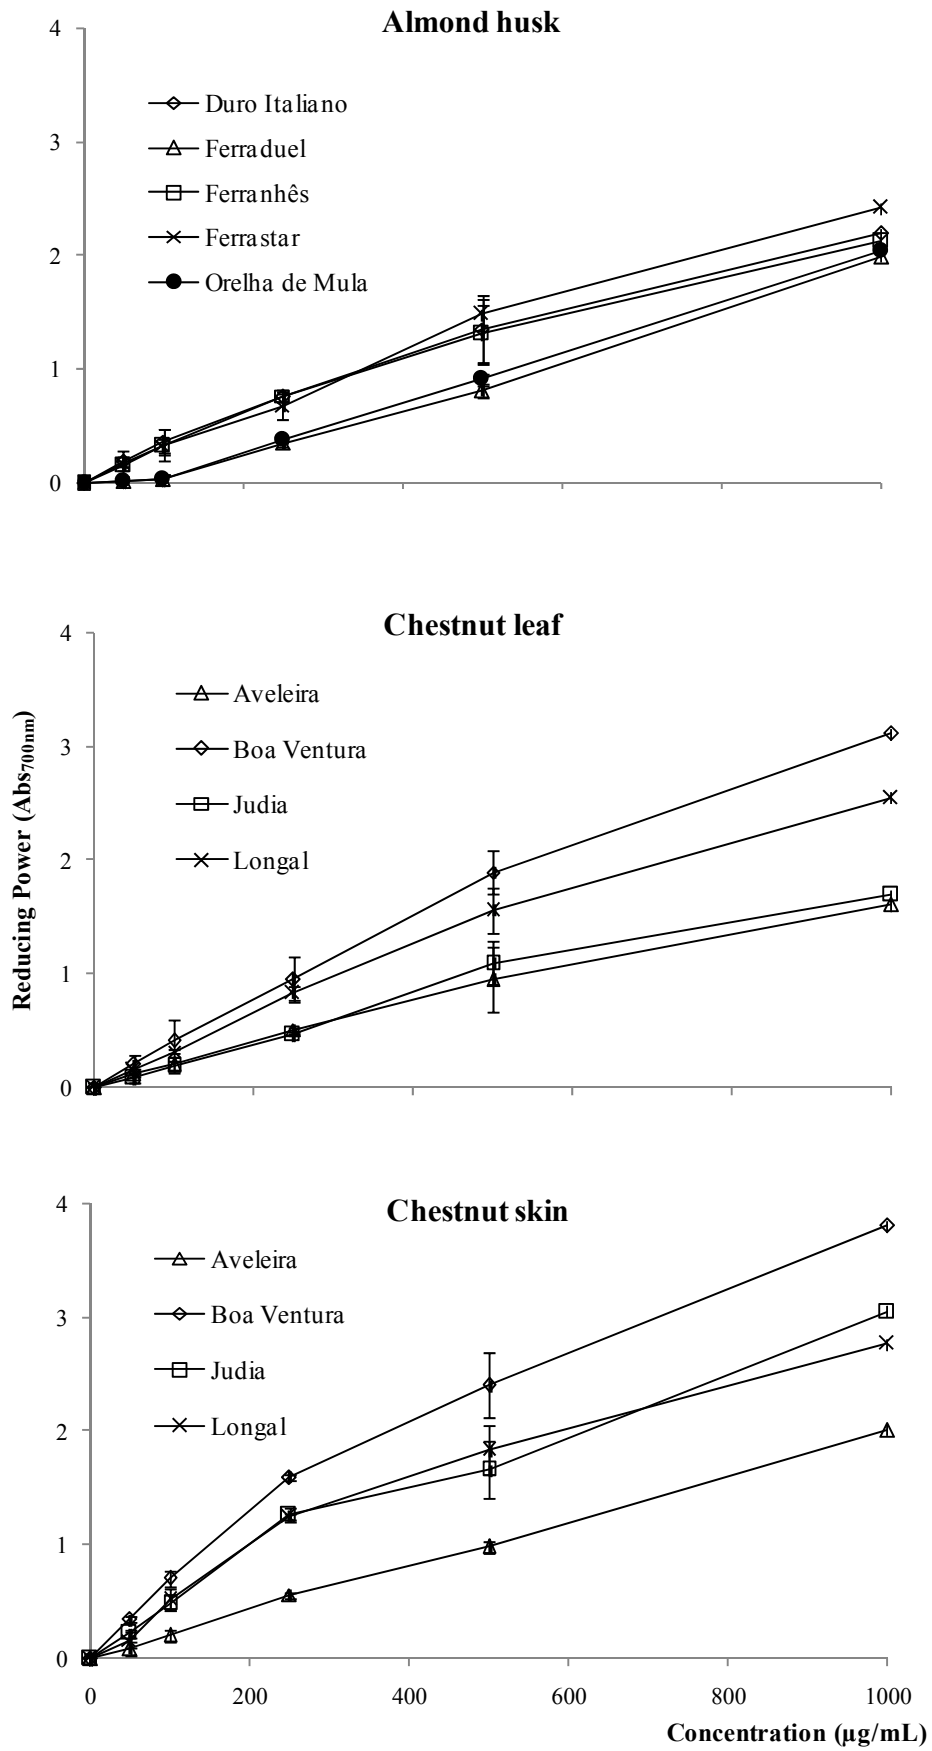 Almond husk
4
3
2
1
0
Duro Italiano
Ferraduel
Ferranhês
Ferrastar
Orelha de Mula
Chestnut leaf
4
3
2
1
0
Aveleira
Boa Ventura
Judia
Longal
Reducing Power (Abs700nm)
Chestnut skin
4
3
2
1
0
Aveleira
Boa Ventura
Judia
Longal
0 200 400 600 800 1000
Concentration (µg/mL)